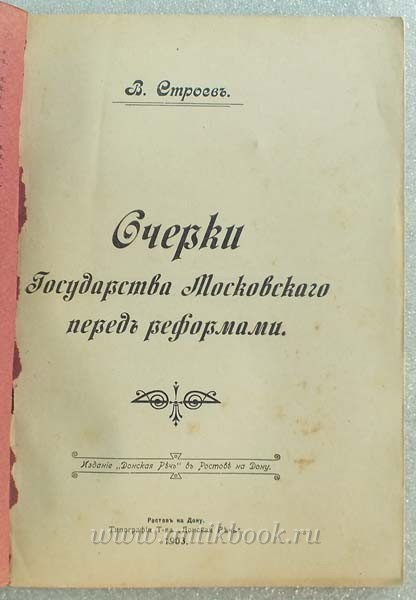 В. Строевъ.
Очерки
Государства Московскаго
передъ реформами.
Изданіе „Донская Рѣчь" въ Ростовѣ на Дону.
Ростовъ на Дону.
Типографія Т-ва „Донская Рѣчь".
www.antikbook.ru
1903.